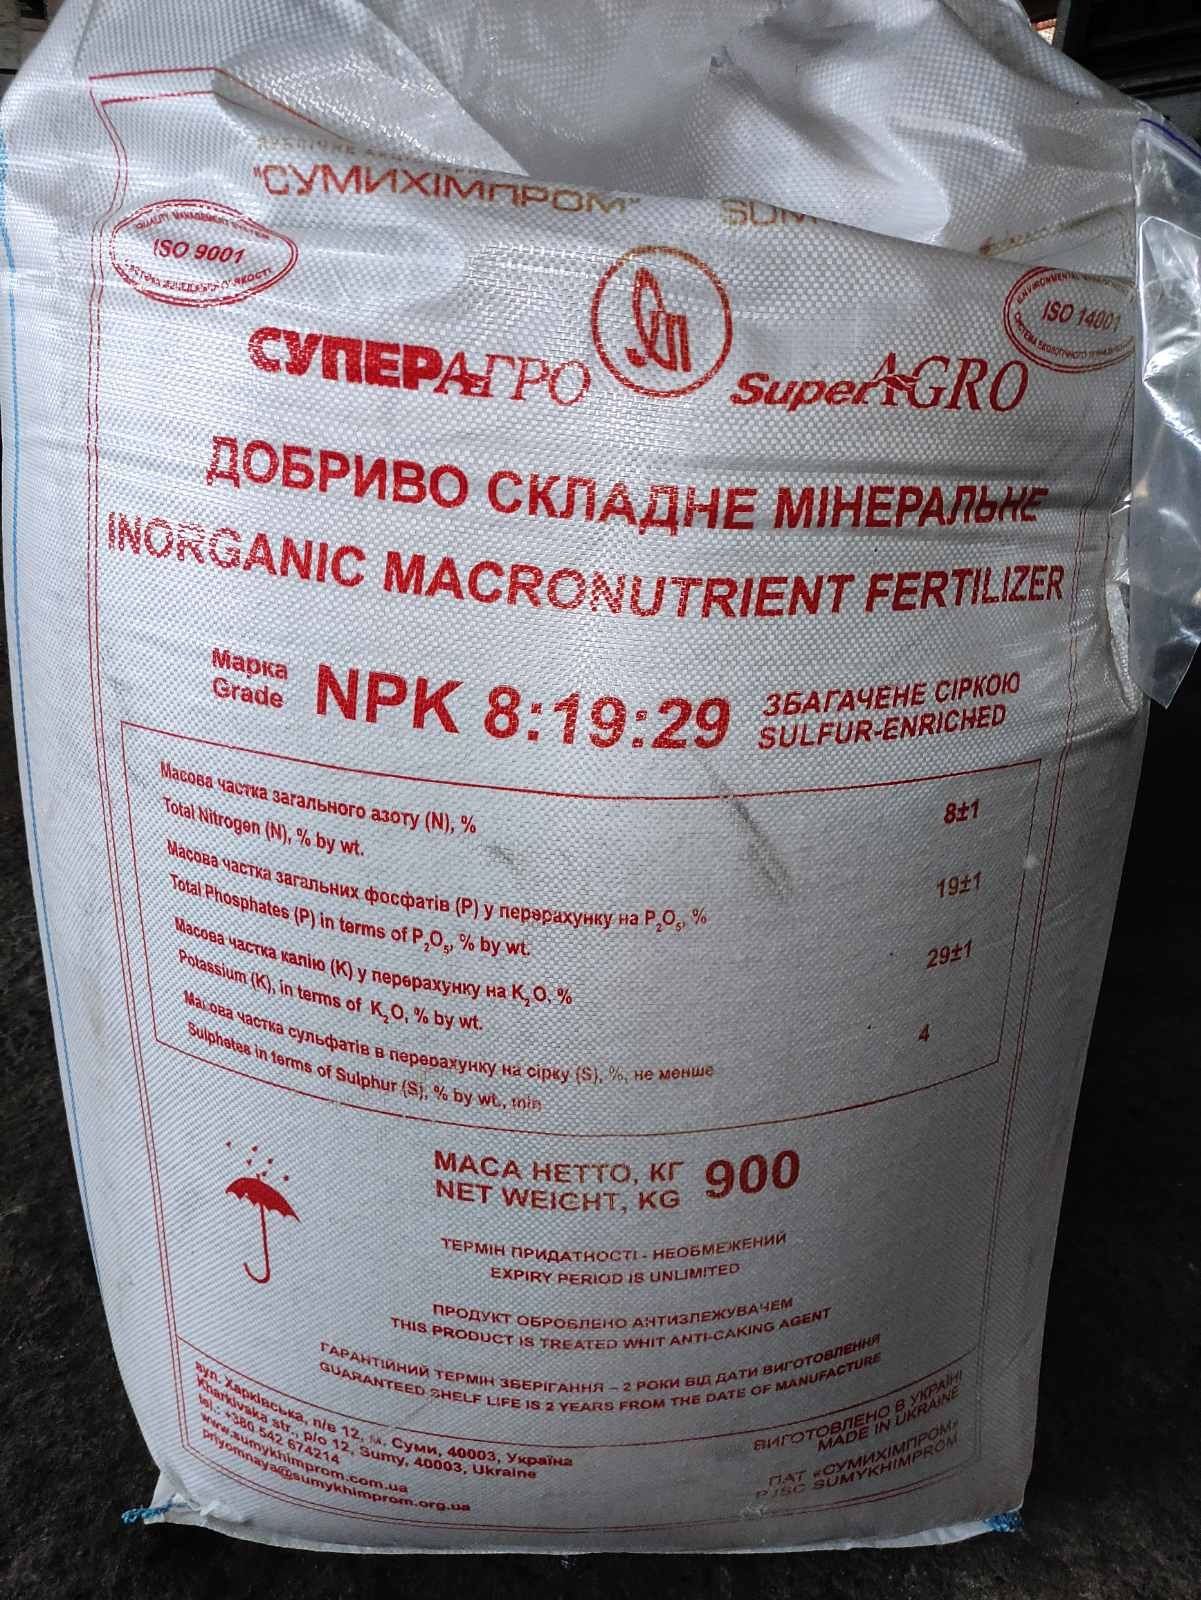 "СУМИХІМПРОМ"
QUALITY MANAGEMENT SYSTEM
ISO 9001
ISO 14001
СУПЕРАГРО
SuperAGRO
ДОБРИВО СКЛАДНЕ МІНЕРАЛЬНЕ
INORGANIC MACRONUTRIENT FERTILIZER
Марка
Grade
NPK 8:19:29
ЗБАГАЧЕНЕ СІРКОЮ
SULFUR-ENRICHED
Масова частка загального азоту (N), %
Total Nitrogen (N), % by wt.
8±1
Масова частка загальних фосфатів (P) у перерахунку на P₂O₅, %
Total Phosphates (P) in terms of P₂O₅, % by wt.
19±1
Масова частка калію (K) у перерахунку на K₂O, %
Potassium (K), in terms of K₂O, % by wt.
29±1
Масова частка сульфатів в перерахунку на сірку (S), %, не менше
Sulphetes in terms of Sulphur (S), % by wt., min
4
МАСА НЕТТО, КГ
NET WEIGHT, KG
900
ТЕРМІН ПРИДАТНОСТІ - НЕОБМЕЖЕНИЙ
EXPIRY PERIOD IS UNLIMITED
ПРОДУКТ ОБРОБЛЕНО АНТИЗЛЕЖУВАЧЕМ
THIS PRODUCT IS TREATED WHIT ANTI-CAKING AGENT
ГАРАНТІЙНИЙ ТЕРМІН ЗБЕРІГАННЯ – 2 РОКИ ВІД ДАТИ ВИГОТОВЛЕННЯ
GUARANTEED SHELF LIFE IS 2 YEARS FROM THE DATE OF MANUFACTURE
вул. Харківська, п/в 12, м. Суми, 40003, Україна
Kharkivska str., p/o 12, Sumy, 40003, Ukraine
tel.: +380 542 674214
www.sumykhimprom.com.ua
priyomnaya@sumykhimprom.org.ua
ВИГОТОВЛЕНО В УКРАЇНІ
MADE IN UKRAINE
ПАТ «СУМИХІМПРОМ»
PJSC SUMYKHIMPROM